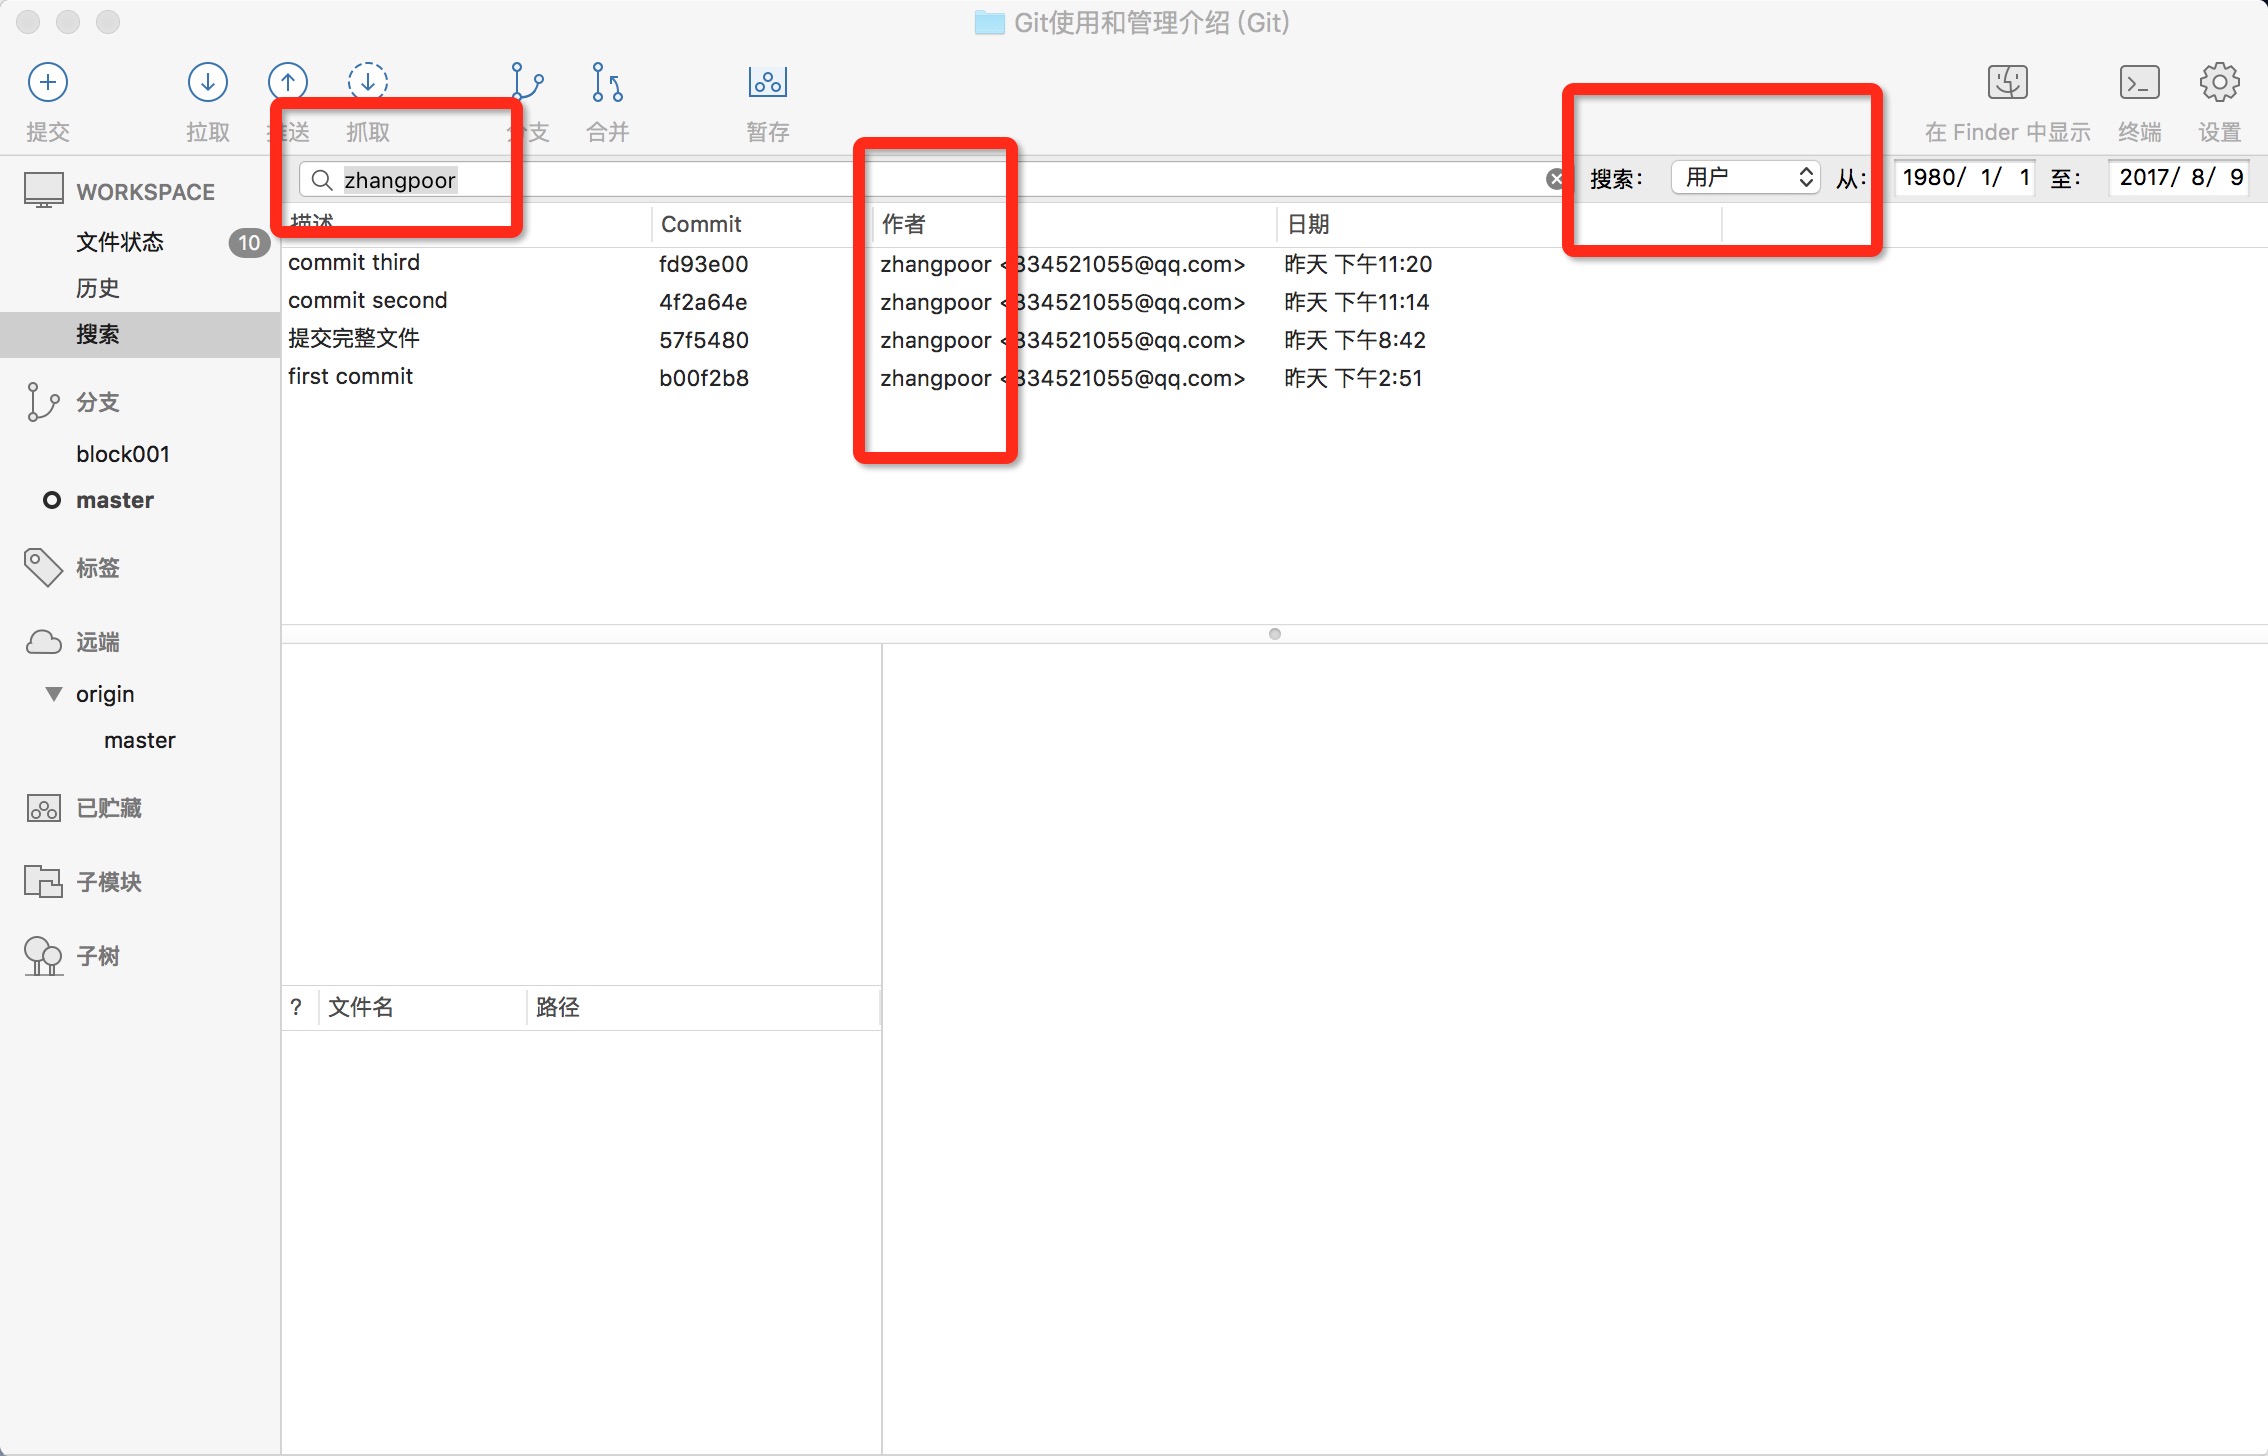 Git使用和管理介绍 (Git)
提交 拉取 推送 抓取 分支 合并 暂存 在 Finder 中显示 终端 设置
zhangpoor 搜索: 用户 从: 1980/ 1/ 1 至: 2017/ 8/ 9
WORKSPACE
文件状态 10
历史
搜索
分支
block001
master
标签
远端
origin
master
已贮藏
子模块
子树
描述 Commit 作者 日期
commit third fd93e00 zhangpoor <334521055@qq.com> 昨天 下午11:20
commit second 4f2a64e zhangpoor <334521055@qq.com> 昨天 下午11:14
提交完整文件 57f5480 zhangpoor <334521055@qq.com> 昨天 下午8:42
first commit b00f2b8 zhangpoor <334521055@qq.com> 昨天 下午2:51
? 文件名 路径